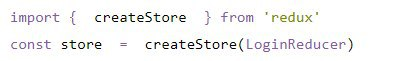 import { createStore } from 'redux'
const store = createStore(LoginReducer)